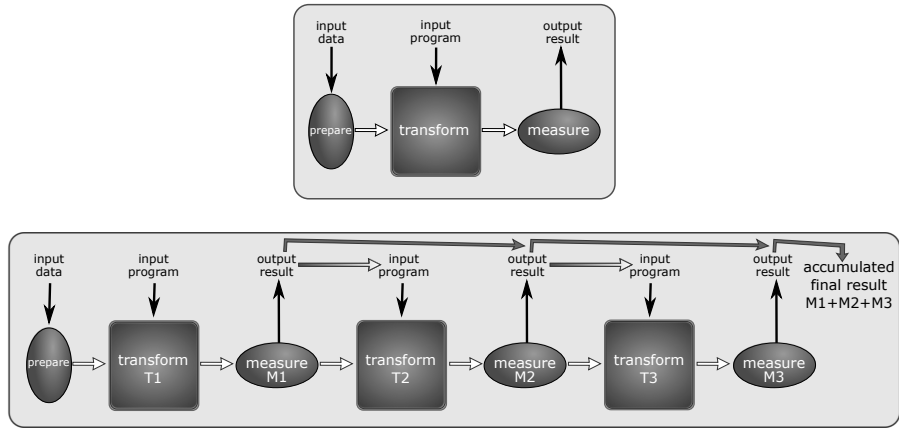 input
data
input
program
output
result
prepare
transform
measure
input
data
input
program
output
result
input
program
output
result
input
program
output
result
accumulated
final result
M1+M2+M3
prepare
transform
T1
measure
M1
transform
T2
measure
M2
transform
T3
measure
M3